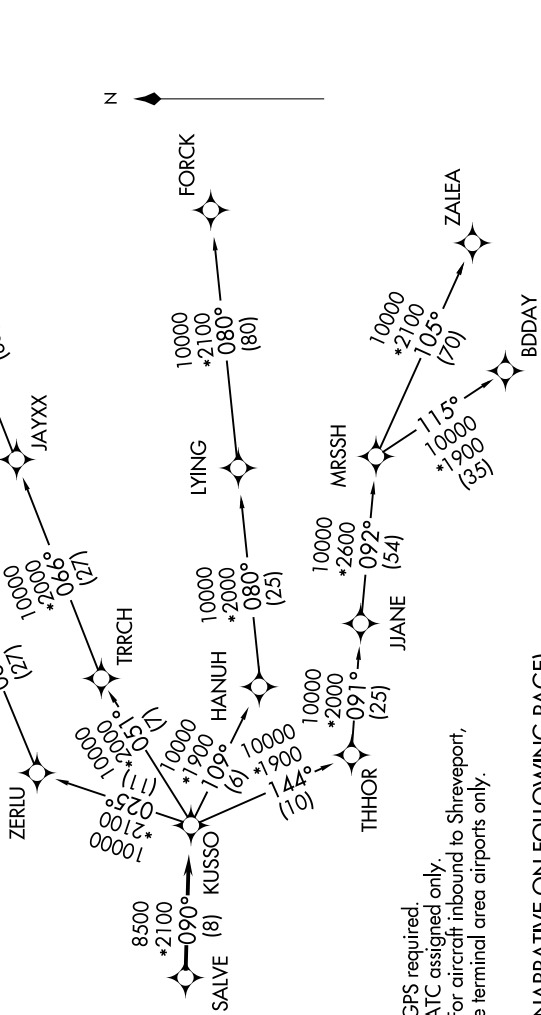 N
FORCK
ZALEA
BDDAY
JAYXX
LYING
MRSSH
10000
*2100
080°
(80)
10000
*2100
105°
(70)
115°
10000
*1900
(35)
10000
*2000
066°
(27)
TRRCH
10000
*2000
080°
(25)
HANUH
10000
*2600
092°
(54)
JJANE
10000
*2000
091°
(25)
THHOR
(27)
ZERLU
10000
*2100
025°
(11)
10000
*2000
051°
(7)
10000
*1900
109°
(6)
10000
*1900
144°
(10)
KUSSO
8500
*2100
090°
(8)
SALVE
GPS required.
ATC assigned only.
for aircraft inbound to Shreveport,
terminal area airports only.
ON FOLLOWING PAGE)